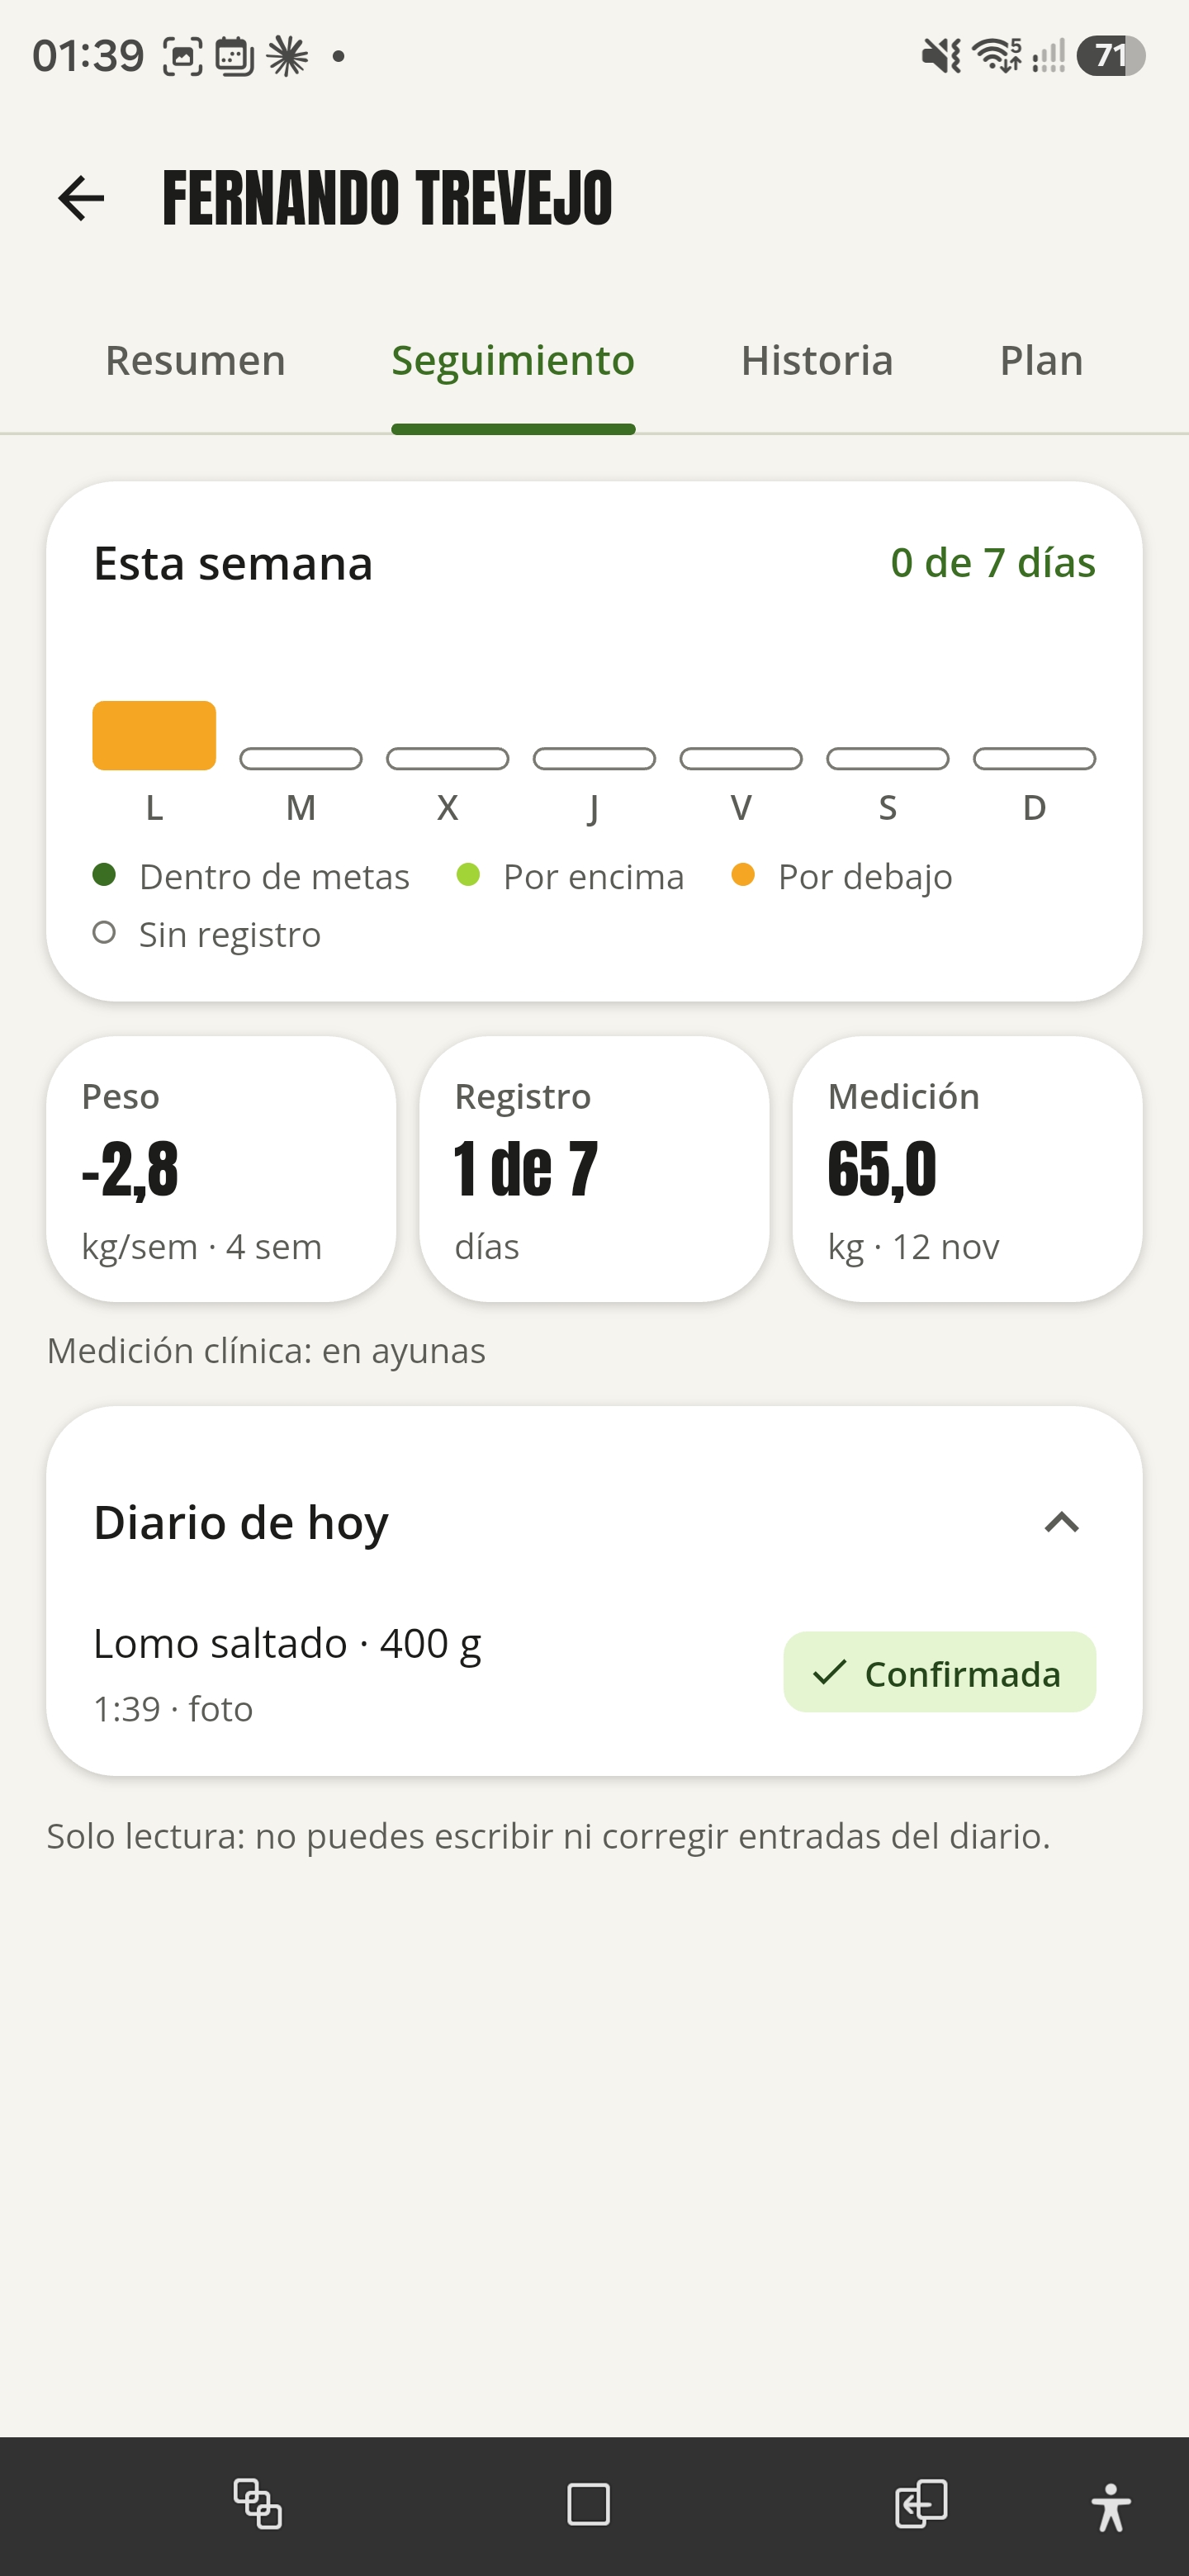 01:39
5
71
FERNANDO TREVEJO
Resumen Seguimiento Historia Plan
Esta semana 0 de 7 días
L M X J V S D
Dentro de metas Por encima Por debajo
Sin registro
Peso Registro Medición
-2,8 1 de 7 65,0
kg/sem · 4 sem días kg · 12 nov
Medición clínica: en ayunas
Diario de hoy
Lomo saltado · 400 g
Confirmada
1:39 · foto
Solo lectura: no puedes escribir ni corregir entradas del diario.